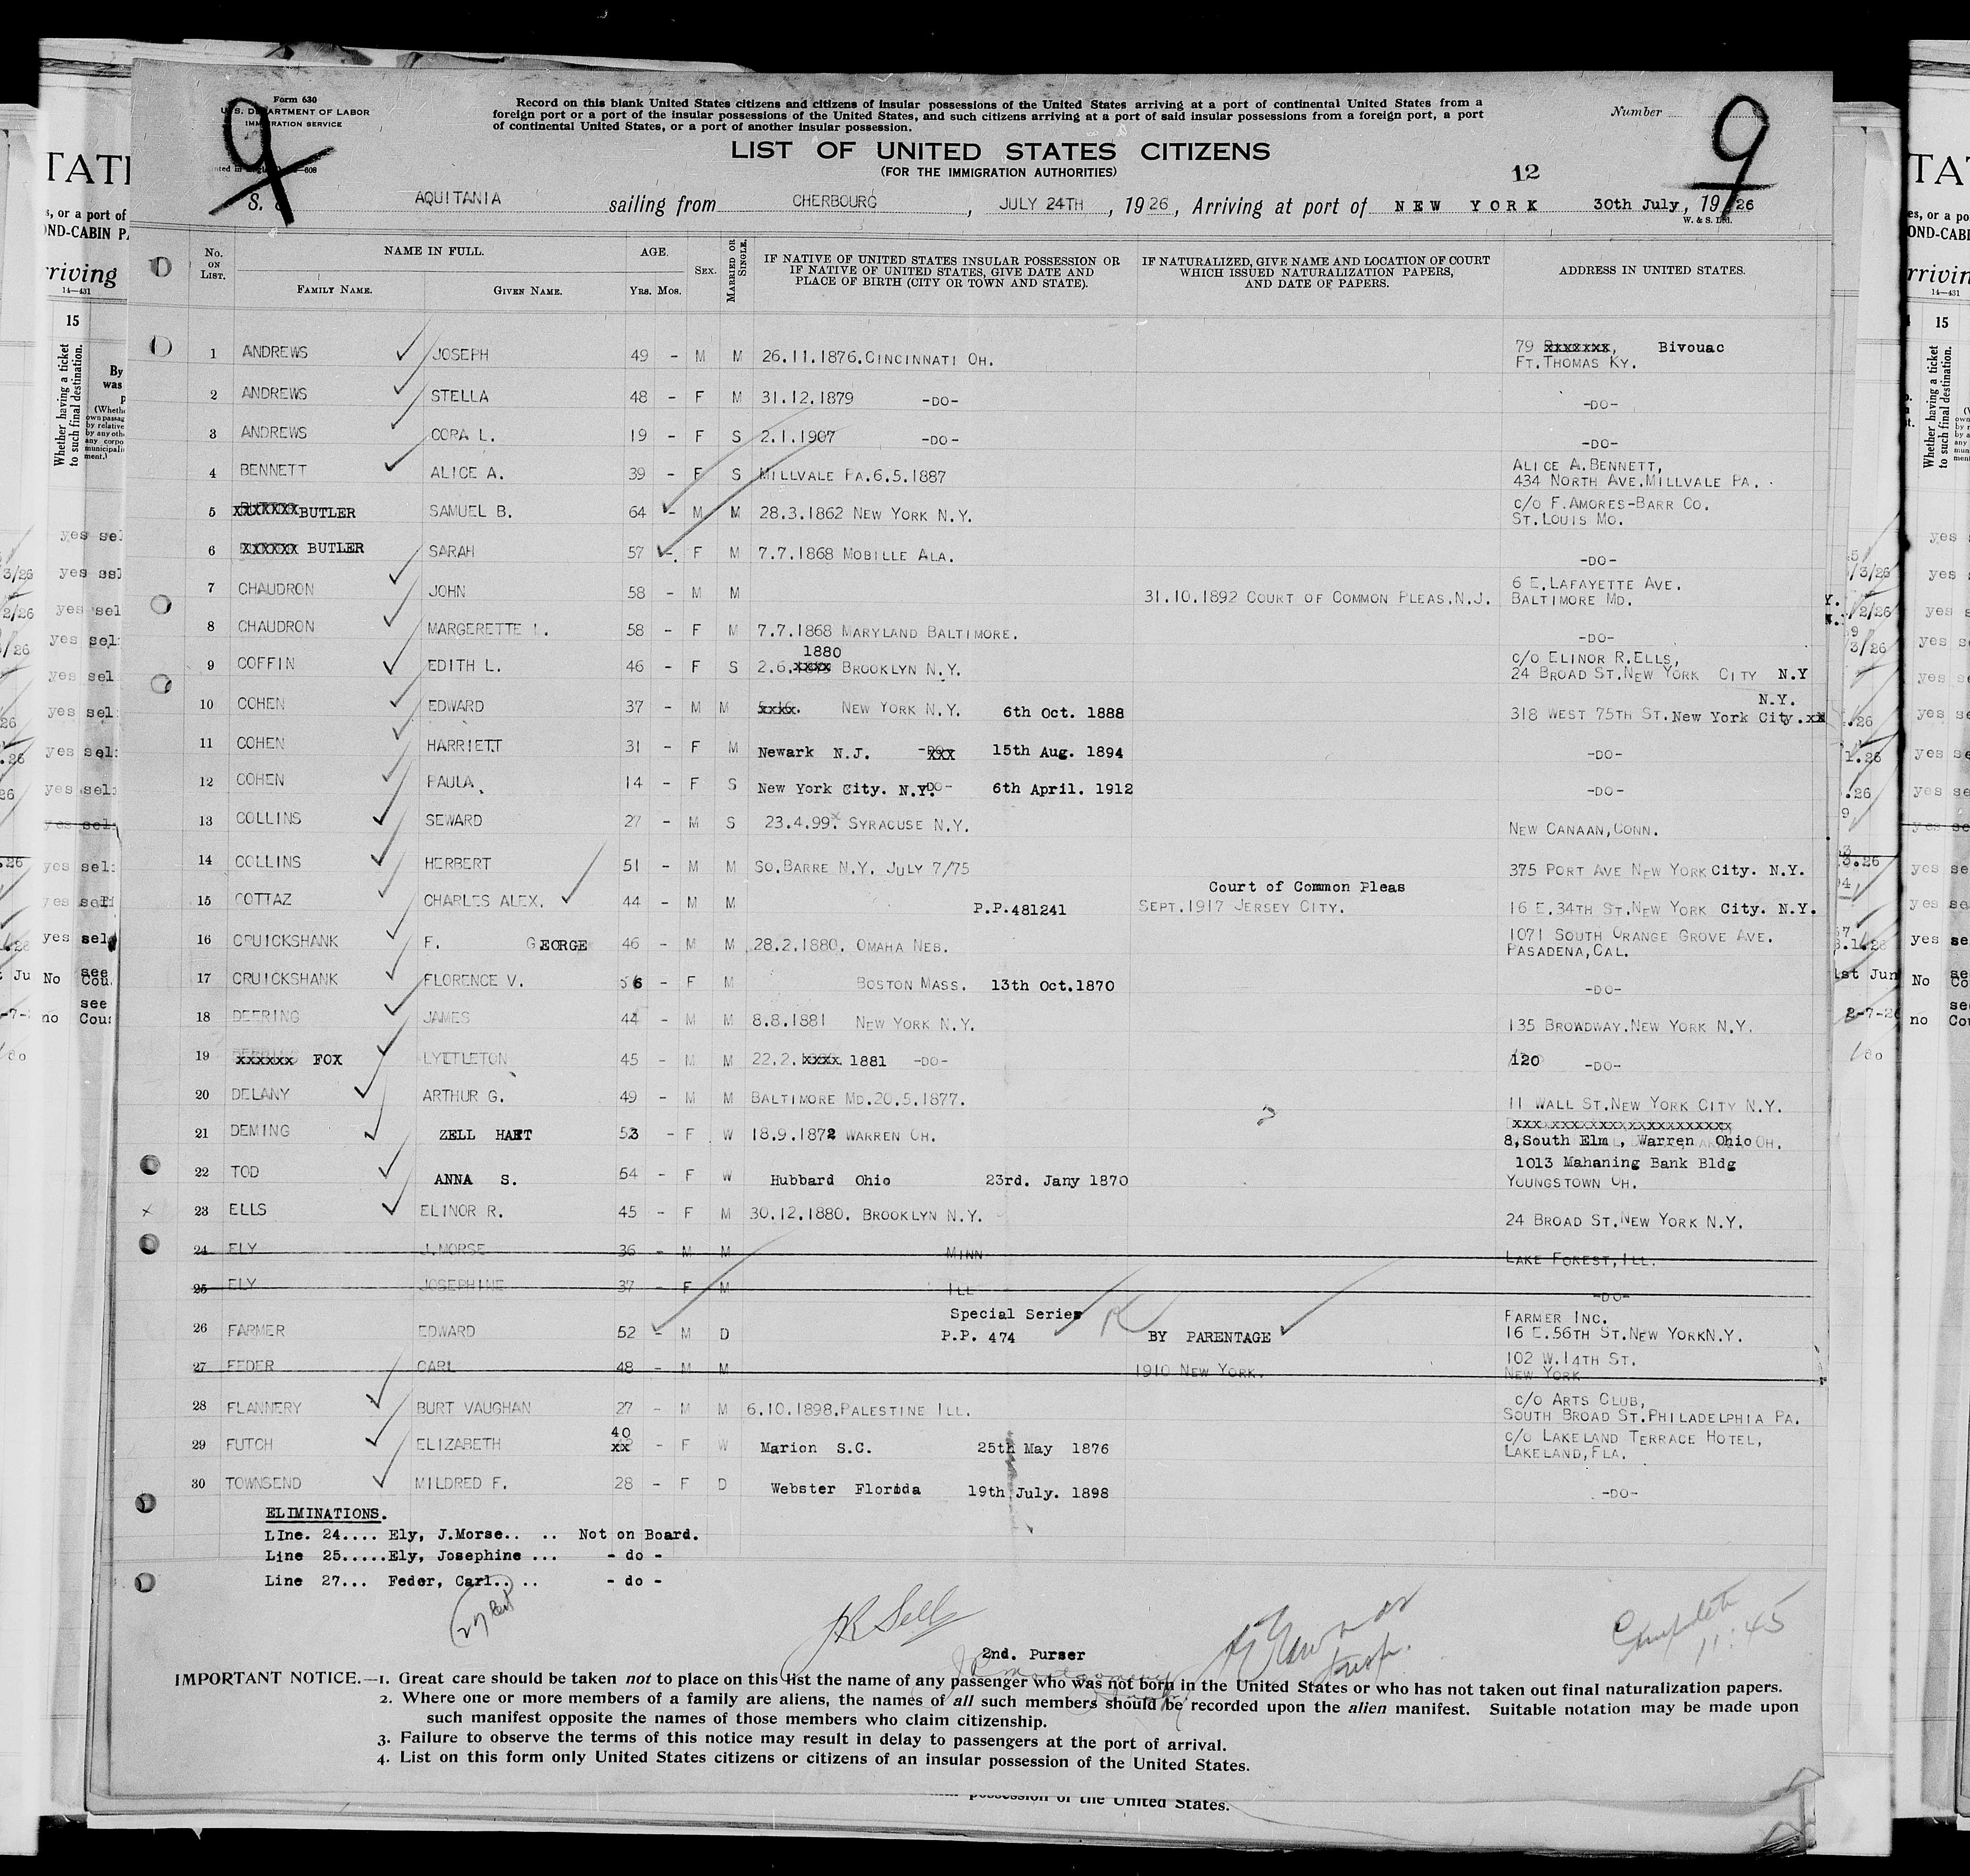 Form 630
U. S. DEPARTMENT OF LABOR
IMMIGRATION SERVICE
Record on this blank United States citizens and citizens of insular possessions of the United States arriving at a port of continental United States from a
foreign port or a port of the insular possessions of the United States, and such citizens arriving at a port of said insular possessions from a foreign port, a port
of continental United States, or a port of another insular possession.
Number
9
9
LIST OF UNITED STATES CITIZENS
(FOR THE IMMIGRATION AUTHORITIES)
12
S. S. AQUITANIA sailing from CHERBOURG, JULY 24TH, 1926, Arriving at port of NEW YORK 30th July, 1926
W. & S. Ltd.
No. ON LIST. NAME IN FULL. FAMILY NAME. GIVEN NAME. AGE. Yrs. Mos. SEX. MARRIED OR SINGLE. IF NATIVE OF UNITED STATES INSULAR POSSESSION OR IF NATIVE OF UNITED STATES, GIVE DATE AND PLACE OF BIRTH (CITY OR TOWN AND STATE). IF NATURALIZED, GIVE NAME AND LOCATION OF COURT WHICH ISSUED NATURALIZATION PAPERS, AND DATE OF PAPERS. ADDRESS IN UNITED STATES.
1 ANDREWS JOSEPH 49 - M M 26.11.1876.CINCINNATI OH. 79 xxxxxxx, Bivouac
FT.THOMAS KY.
2 ANDREWS STELLA 48 - F M 31.12.1879 -DO- -DO-
3 ANDREWS CORA L. 19 - F S 2.1.1907 -DO- -DO-
4 BENNETT ALICE A. 39 - F S MILLVALE PA.6.5.1887 ALICE A.BENNETT,
434 NORTH AVE.MILLVALE PA.
5 xxxxxxx BUTLER SAMUEL B. 64 - M M 28.3.1862 NEW YORK N.Y. C/O F.AMORES-BARR CO.
ST.LOUIS MO.
6 xxxxxx BUTLER SARAH 57 -. F M 7.7.1868 MOBILLE ALA. -DO-
7 CHAUDRON JOHN 58 - M M 31.10.1892 COURT OF COMMON PLEAS.N.J. 6 E.LAFAYETTE AVE.
BALTIMORE MD.
8 CHAUDRON MARGERETTE L. 58 - F M 7.7.1868 MARYLAND BALTIMORE. -DO-
1880
9 COFFIN EDITH L. 46 - F S 2.6.xxxx BROOKLYN N.Y. C/O ELINOR R.ELLS,
24 BROAD ST.NEW YORK CITY N.Y
N.Y.
10 COHEN EDWARD 37 - M M xxxx. NEW YORK N.Y. 6th Oct. 1888 318 WEST 75TH ST.New York City.xx
11 COHEN HARRIETT 31 - F M Newark N.J. -xxx 15th Aug. 1894 -DO-
12 COHEN PAULA. 14 - F S New York City. N.Y. DO- 6th April. 1912 -DO-
13 COLLINS SEWARD 27 - M S 23.4.99. SYRACUSE N.Y. NEW CANAAN,CONN.
14 COLLINS HERBERT 51 - M M SO.BARRE N.Y. JULY 7/75 375 PORT AVE NEW YORK City. N.Y.
Court of Common Pleas
15 COTTAZ CHARLES ALEX. 44 - M M P.P.481241 SEPT.1917 JERSEY CITY. 16 E.34TH ST.NEW YORK City. N.Y.
16 CRUICKSHANK F. GEORGE 46 - M M 28.2.1880. OMAHA NEB. 1071 SOUTH ORANGE GROVE AVE.
PASADENA,CAL.
17 CRUICKSHANK FLORENCE V. 56 - F M BOSTON MASS. 13th Oct.1870 -DO-
18 DEERING JAMES 44 - M M 8.8.1881 NEW YORK N.Y. 135 BROWDWAY.NEW YORK N.Y.
19 xxxxxx FOX LYTTLETON 45 - M M 22.2. xxxx 1881 -DO- 120 -DO-
20 DELANY ARTHUR G. 49 - M M BALTIMORE MD.20.5.1877. 11 WALL ST.NEW YORK CITY N.Y.
21 DEMING ZELL HART 53 - F W 18.9.1872 WARREN OH. xxx xxxxxxxxxxxxxxxxxxx
8,South Elm , Warren Ohio OH.
22 TOD ANNA S. 54 - F W Hubbard Ohio 23rd. Jany 1870 1013 Mahaning Bank Bldg
YOUNGSTOWN OH.
23 ELLS ELINOR R. 45 - F M 30.12.1880. BROOKLYN N.Y. 24 BROAD ST.NEW YORK N.Y.
24 ELY J.MORSE 36 - M M MINN LAKE FOREST,ILL.
25 ELY JOSEPHINE 37 - F M ILL -DO-
Special Series
26 FARMER EDWARD 52 - M D P.P. 474 BY PARENTAGE FARMER INC.
16 E.56TH ST.NEW YORKN.Y.
27 FEDER CARL 48 - M M 1910 NEW YORK. 102 W.14TH ST.
NEW YORK
28 FLANNERY BURT VAUGHAN 27 - M M 6.10.1898.PALESTINE ILL. C/O ARTS CLUB,
SOUTH BROAD ST.PHILADELPHIA PA.
40
29 FUTCH ELIZABETH xx - F W Marion S.C. 25th May 1876 C/O LAKELAND TERRACE HOTEL,
LAKELAND,FLA.
30 TOWNSEND MILDRED F. 28 - F D Webster Florida 19th July. 1898 -DO-
ELIMINATIONS.
LIne. 24.... Ely, J.Morse.. .. Not on Board.
Line 25.....Ely, Josephine ... - do -
Line 27... Feder, Carl.. .. - do -
2nd. Purser
11:45
IMPORTANT NOTICE.—1. Great care should be taken not to place on this list the name of any passenger who was not born in the United States or who has not taken out final naturalization papers.
2. Where one or more members of a family are aliens, the names of all such members should be recorded upon the alien manifest. Suitable notation may be made upon
such manifest opposite the names of those members who claim citizenship.
3. Failure to observe the terms of this notice may result in delay to passengers at the port of arrival.
4. List on this form only United States citizens or citizens of an insular possession of the United States.
possession of the United States.